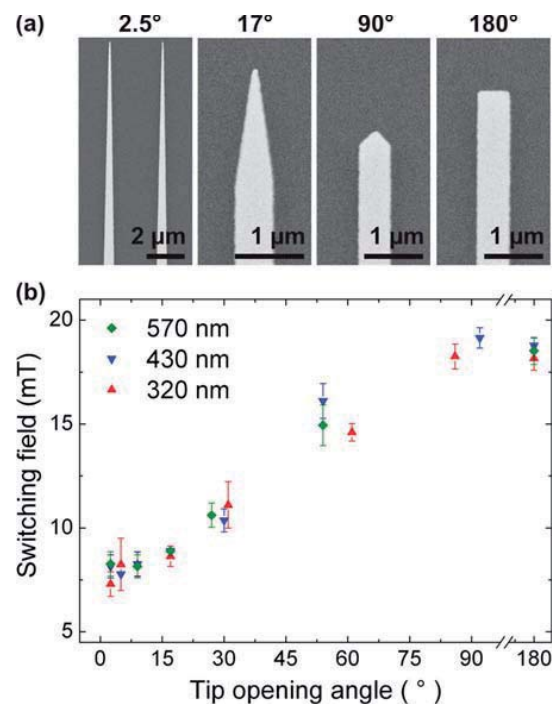 (a) 2.5° 17° 90° 180°
2 µm 1 µm 1 µm 1 µm
(b)
20
15
10
5
Switching field (mT)
570 nm
430 nm
320 nm
0 15 30 45 60 75 90 180
Tip opening angle ( ° )